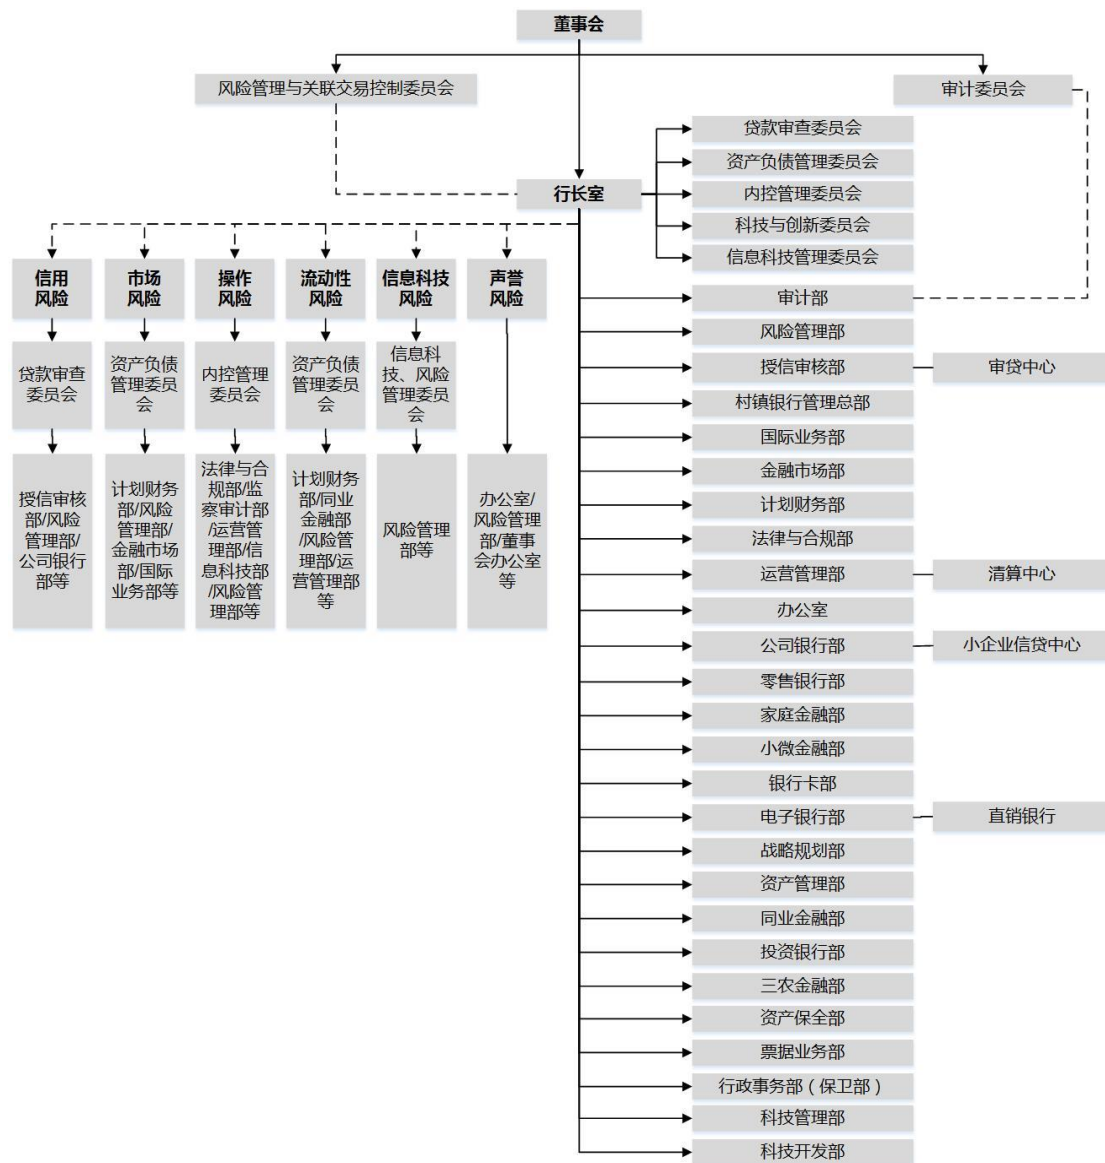 董事会
风险管理与关联交易控制委员会
审计委员会
贷款审查委员会
资产负债管理委员会
行长室
内控管理委员会
科技与创新委员会
信息科技管理委员会
信用
风险
市场
风险
操作
风险
流动性
风险
信息科技
风险
声誉
风险
贷款审查
委员会
资产负债
管理委员
会
内控管理
委员会
资产负债
管理委员
会
信息科
技、风险
管理委员
会
授信审核
部/风险
管理部/
公司银行
部等
计划财务
部/风险
管理部/
金融市场
部/国际
业务部等
法律与合
规部/监
察审计部
/运营管
理部/信
息科技部
/风险管
理部等
计划财务
部/同业
金融部
/风险管
理部/运
营管理部
等
风险管理
部等
办公室/
风险管理
部/董事
会办公室
等
审计部
风险管理部
授信审核部
审贷中心
村镇银行管理总部
国际业务部
金融市场部
计划财务部
法律与合规部
运营管理部
清算中心
办公室
公司银行部
小企业信贷中心
零售银行部
家庭金融部
小微金融部
银行卡部
电子银行部
直销银行
战略规划部
资产管理部
同业金融部
投资银行部
三农金融部
资产保全部
票据业务部
行政事务部（保卫部）
科技管理部
科技开发部